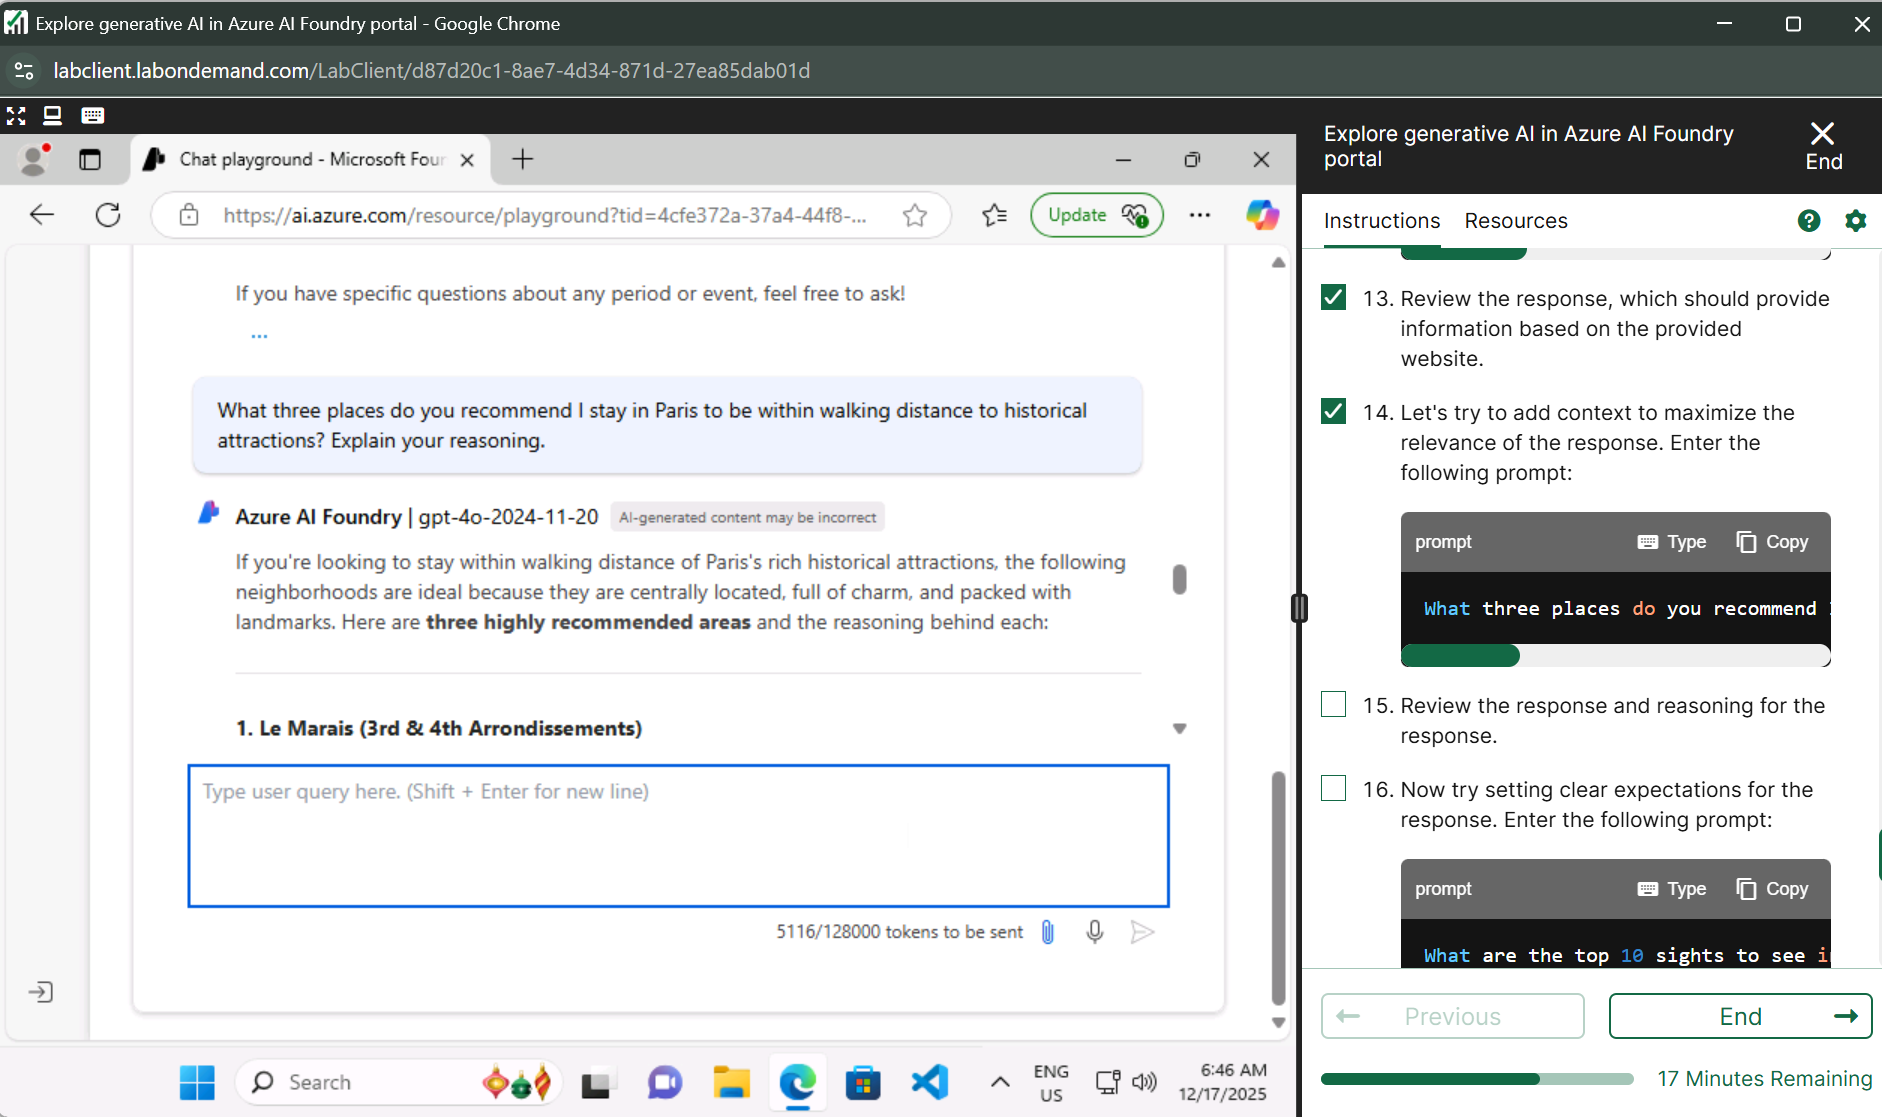 Explore generative AI in Azure AI Foundry portal - Google Chrome
labclient.labondemand.com/LabClient/d87d20c1-8ae7-4d34-871d-27ea85dab01d
Chat playground - Microsoft Four
https://ai.azure.com/resource/playground?tid=4cfe372a-37a4-44f8-...
Update
If you have specific questions about any period or event, feel free to ask!
...
What three places do you recommend I stay in Paris to be within walking distance to historical
attractions? Explain your reasoning.
Azure AI Foundry | gpt-4o-2024-11-20
AI-generated content may be incorrect
If you're looking to stay within walking distance of Paris's rich historical attractions, the following
neighborhoods are ideal because they are centrally located, full of charm, and packed with
landmarks. Here are three highly recommended areas and the reasoning behind each:
1. Le Marais (3rd & 4th Arrondissements)
Type user query here. (Shift + Enter for new line)
5116/128000 tokens to be sent
Search
ENG
US
6:46 AM
12/17/2025
Explore generative AI in Azure AI Foundry
portal
End
Instructions
Resources
13. Review the response, which should provide
information based on the provided
website.
14. Let's try to add context to maximize the
relevance of the response. Enter the
following prompt:
prompt
Type
Copy
What three places do you recommend
15. Review the response and reasoning for the
response.
16. Now try setting clear expectations for the
response. Enter the following prompt:
prompt
Type
Copy
What are the top 10 sights to see
Previous
End
17 Minutes Remaining